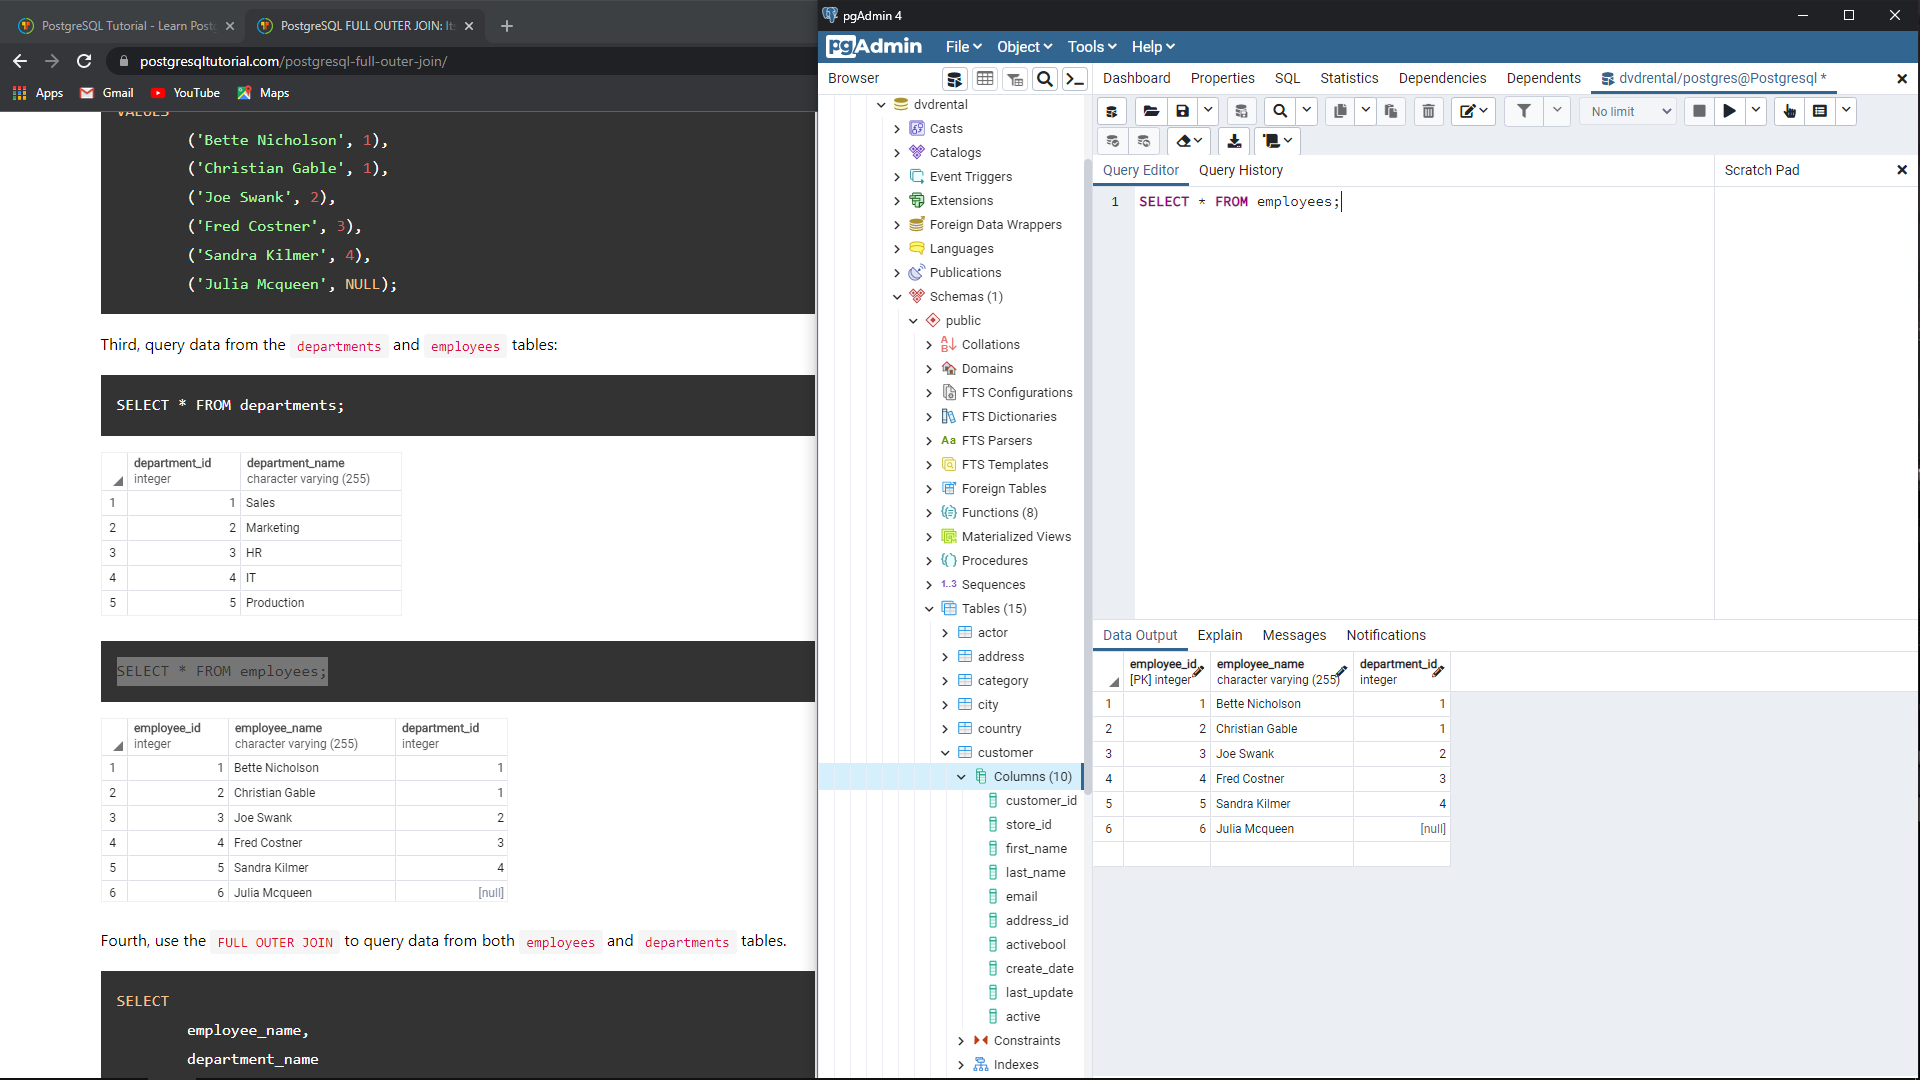 PostgreSQL Tutorial - Learn Post
PostgreSQL FULL OUTER JOIN: It
postgresqltutorial.com/postgresql-full-outer-join/
Apps
Gmail
YouTube
Maps
VALUES
('Bette Nicholson', 1),
('Christian Gable', 1),
('Joe Swank', 2),
('Fred Costner', 3),
('Sandra Kilmer', 4),
('Julia Mcqueen', NULL);
Third, query data from the departments and employees tables:
SELECT * FROM departments;
department_id department_name
integer character varying (255)
1 1 Sales
2 2 Marketing
3 3 HR
4 4 IT
5 5 Production
SELECT * FROM employees;
employee_id employee_name department_id
integer character varying (255) integer
1 1 Bette Nicholson 1
2 2 Christian Gable 1
3 3 Joe Swank 2
4 4 Fred Costner 3
5 5 Sandra Kilmer 4
6 6 Julia Mcqueen [null]
Fourth, use the FULL OUTER JOIN to query data from both employees and departments tables.
SELECT
employee_name,
department_name
pgAdmin 4
pgAdmin
File Object Tools Help
Browser
dvdrental
Casts
Catalogs
Event Triggers
Extensions
Foreign Data Wrappers
Languages
Publications
Schemas (1)
public
Collations
Domains
FTS Configurations
FTS Dictionaries
Aa FTS Parsers
FTS Templates
Foreign Tables
Functions (8)
Materialized Views
Procedures
1..3 Sequences
Tables (15)
actor
address
category
city
country
customer
Columns (10)
customer_id
store_id
first_name
last_name
email
address_id
activebool
create_date
last_update
active
Constraints
Indexes
Dashboard Properties SQL Statistics Dependencies Dependents dvdrental/postgres@Postgresql *
No limit
Query Editor Query History
Scratch Pad
1 SELECT * FROM employees;
Data Output Explain Messages Notifications
employee_id employee_name department_id
[PK] integer character varying (255) integer
1 1 Bette Nicholson 1
2 2 Christian Gable 1
3 3 Joe Swank 2
4 4 Fred Costner 3
5 5 Sandra Kilmer 4
6 6 Julia Mcqueen [null]